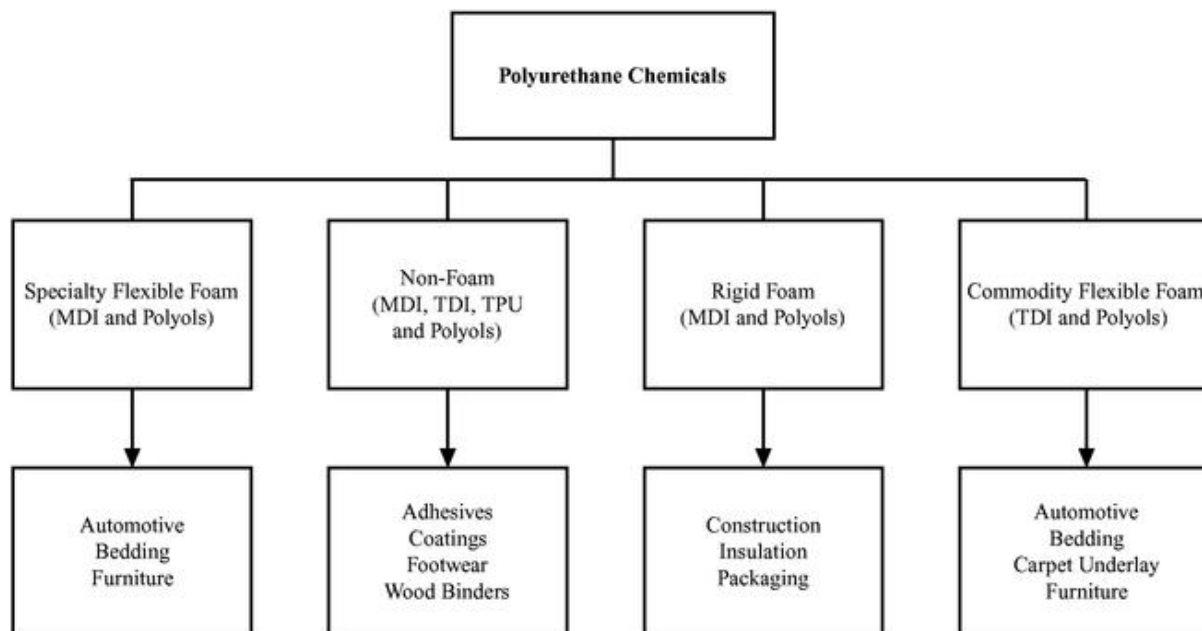 Polyurethane Chemicals
Specialty Flexible Foam
(MDI and Polyols)
Non-Foam
(MDI, TDI, TPU
and Polyols)
Rigid Foam
(MDI and Polyols)
Commodity Flexible Foam
(TDI and Polyols)
Automotive
Bedding
Furniture
Adhesives
Coatings
Footwear
Wood Binders
Construction
Insulation
Packaging
Automotive
Bedding
Carpet Underlay
Furniture